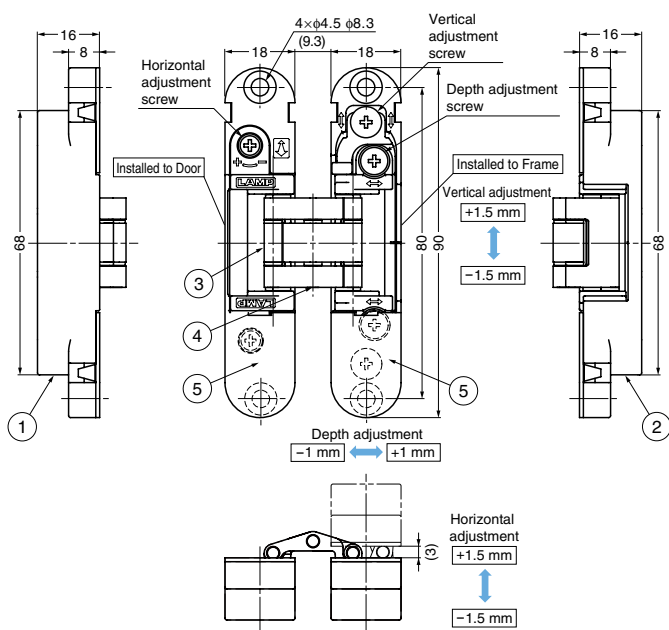 16
8
4×φ4.5 φ8.3
(9.3)
18
18
Vertical
adjustment
screw
16
8
Horizontal
adjustment
screw
Depth adjustment
screw
+ −
Installed to Door
LAMP
Installed to Frame
Vertical adjustment
+1.5 mm
−1.5 mm
68
80
90
68
3
LAMP
4
5
5
1
2
Depth adjustment
−1 mm
+1 mm
(3)
Horizontal
adjustment
+1.5 mm
−1.5 mm